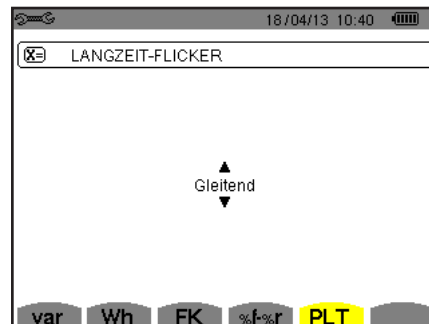 18/04/13 10:40
X= LANGZEIT-FLICKER
Gleitend
var Wh FK %f-%r PLT